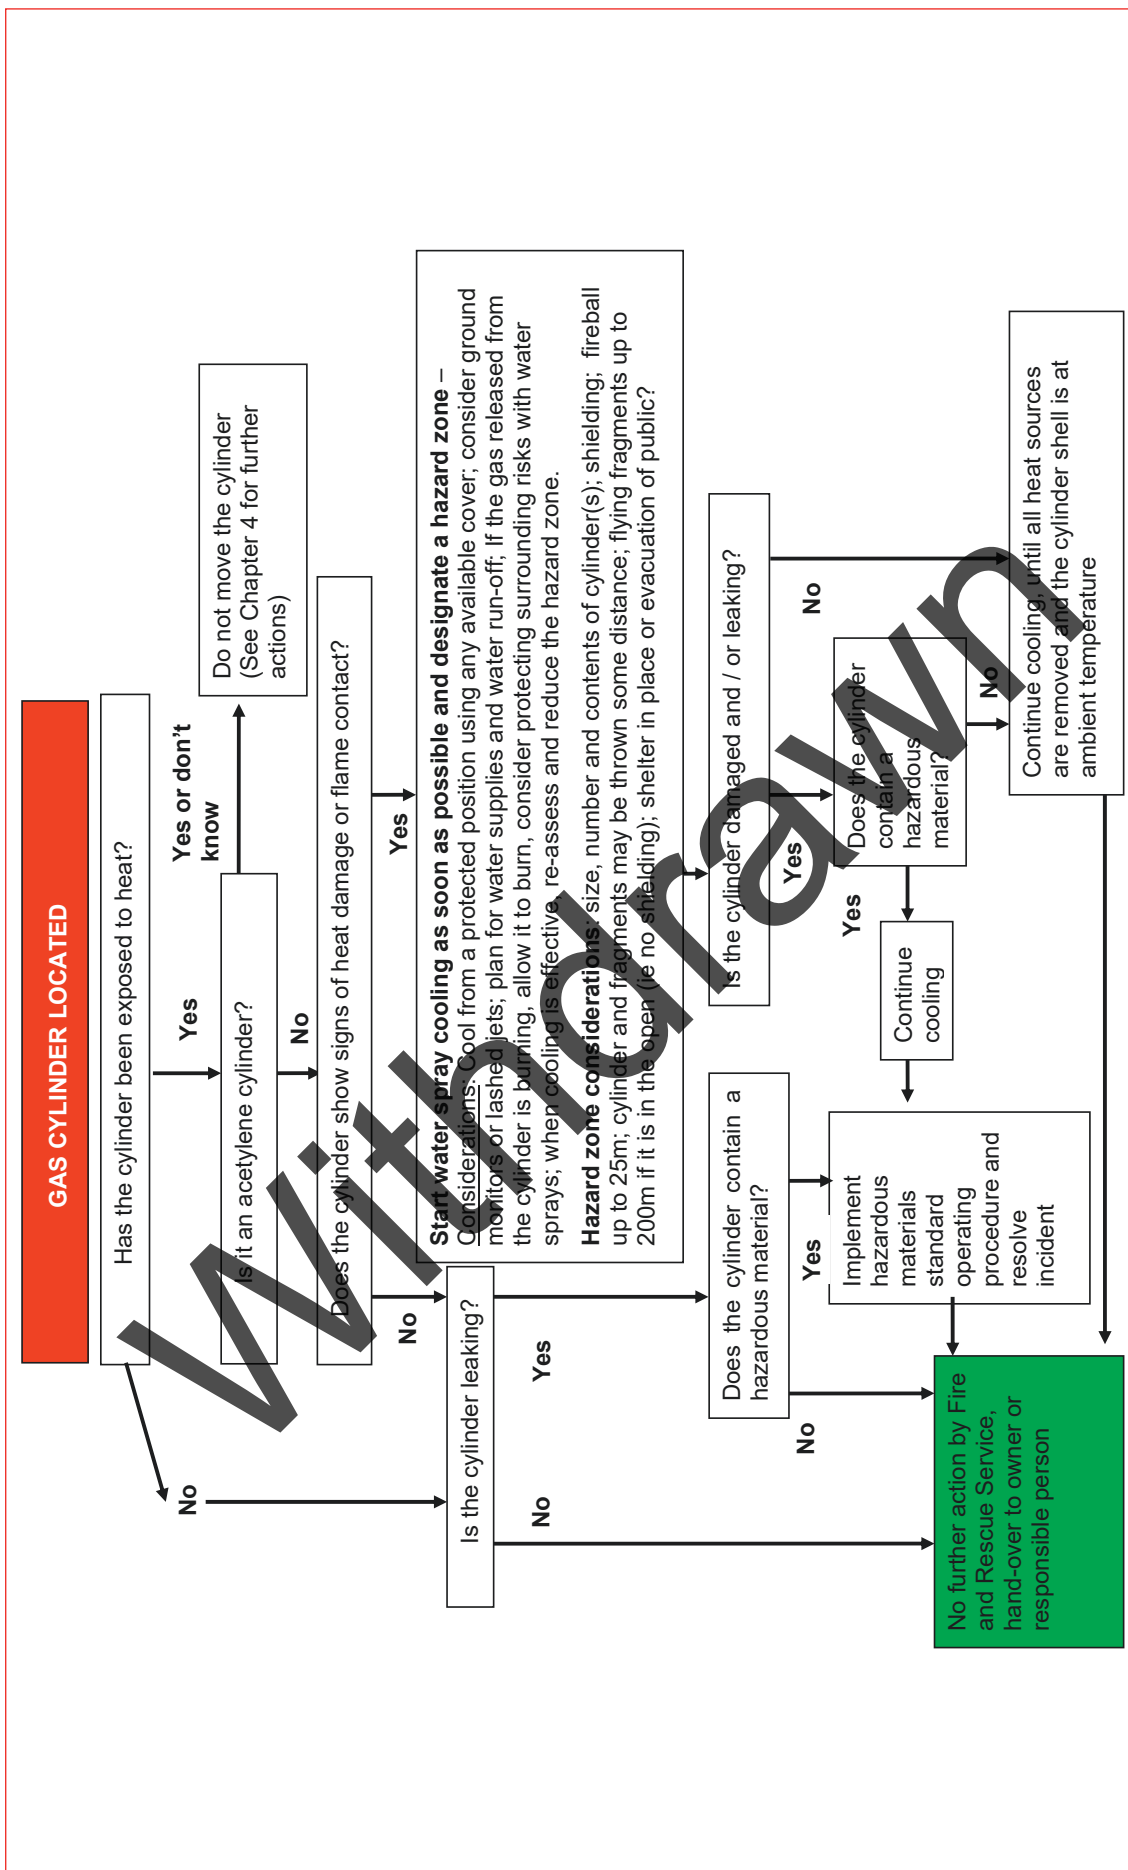 GAS CYLINDER LOCATED
Has the cylinder been exposed to heat?
No
Yes
Is it an acetylene cylinder?
Yes or don't
know
Do not move the cylinder
(See Chapter 4 for further
actions)
No
Does the cylinder show signs of heat damage or flame contact?
No
Yes
Is the cylinder leaking?
Start water spray cooling as soon as possible and designate a hazard zone –
Considerations: Cool from a protected position using any available cover; consider ground
monitors or lashed jets; plan for water supplies and water run-off; If the gas released from
the cylinder is burning, allow it to burn, consider protecting surrounding risks with water
sprays; when cooling is effective, re-assess and reduce the hazard zone.
Hazard zone considerations: size, number and contents of cylinder(s); shielding; fireball
up to 25m; cylinder and fragments may be thrown some distance; flying fragments up to
200m if it is in the open (ie no shielding); shelter in place or evacuation of public?
No
Yes
Does the cylinder contain a
hazardous material?
Is the cylinder damaged and / or leaking?
No
Yes
Yes
No
Does the cylinder
contain a
hazardous
material?
Yes
No
Continue
cooling
Implement
hazardous
materials
standard
operating
procedure and
resolve
incident
Continue cooling, until all heat sources
are removed and the cylinder shell is at
ambient temperature
No further action by Fire
and Rescue Service,
hand-over to owner or
responsible person
Withdrawn